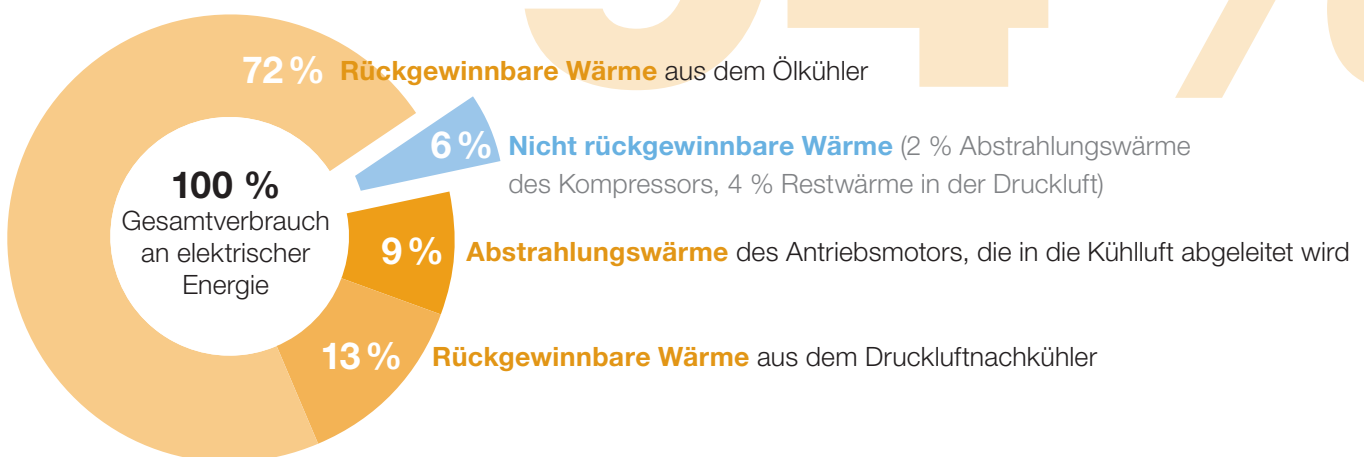 94%
72 % Rückgewinnbare Wärme aus dem Ölkühler
6 % Nicht rückgewinnbare Wärme (2 % Abstrahlungswärme
des Kompressors, 4 % Restwärme in der Druckluft)
100 %
Gesamtverbrauch
an elektrischer
Energie
9 % Abstrahlungswärme des Antriebsmotors, die in die Kühlluft abgeleitet wird
13 % Rückgewinnbare Wärme aus dem Druckluftnachkühler